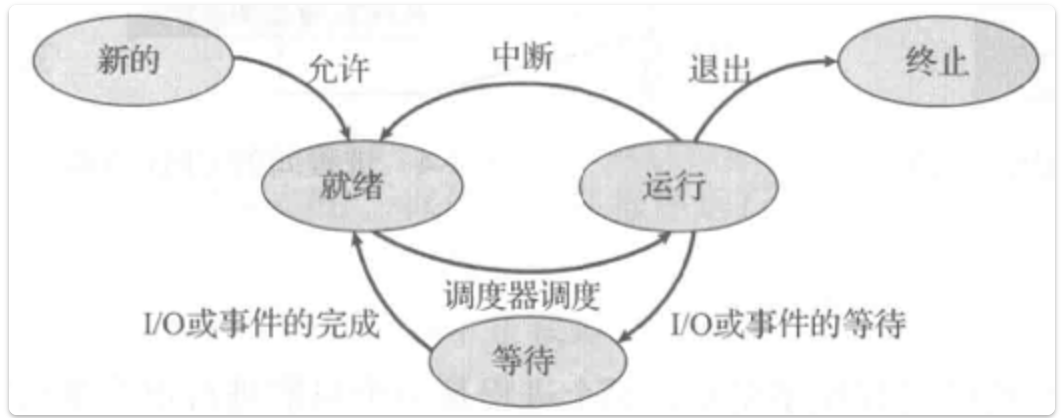 新的
允许
中断
退出
终止
就绪
运行
调度器调度
I/O或事件的完成
I/O或事件的等待
等待